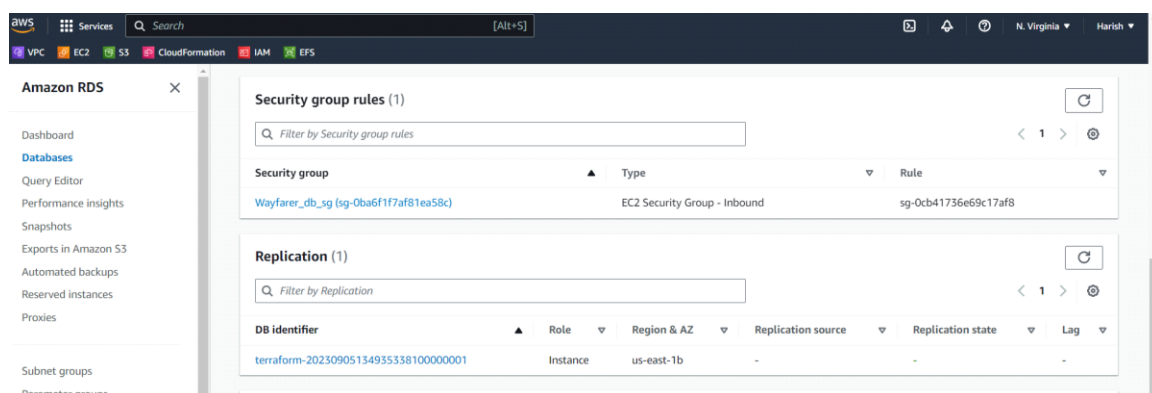 aws Services Search [Alt+S] N. Virginia ▼ Harish ▼
VPC EC2 S3 CloudFormation IAM EFS
Amazon RDS
Dashboard
Databases
Query Editor
Performance insights
Snapshots
Exports in Amazon S3
Automated backups
Reserved instances
Proxies
Subnet groups
Parameter groups
Security group rules (1)
Filter by Security group rules
1
Security group Type Rule
Wayfarer_db_sg (sg-0ba6f1f7af81ea58c) EC2 Security Group - Inbound sg-0cb41736e69c17af8
Replication (1)
Filter by Replication
1
DB identifier Role Region & AZ Replication source Replication state Lag
terraform-20230905134935338100000001 Instance us-east-1b - - -